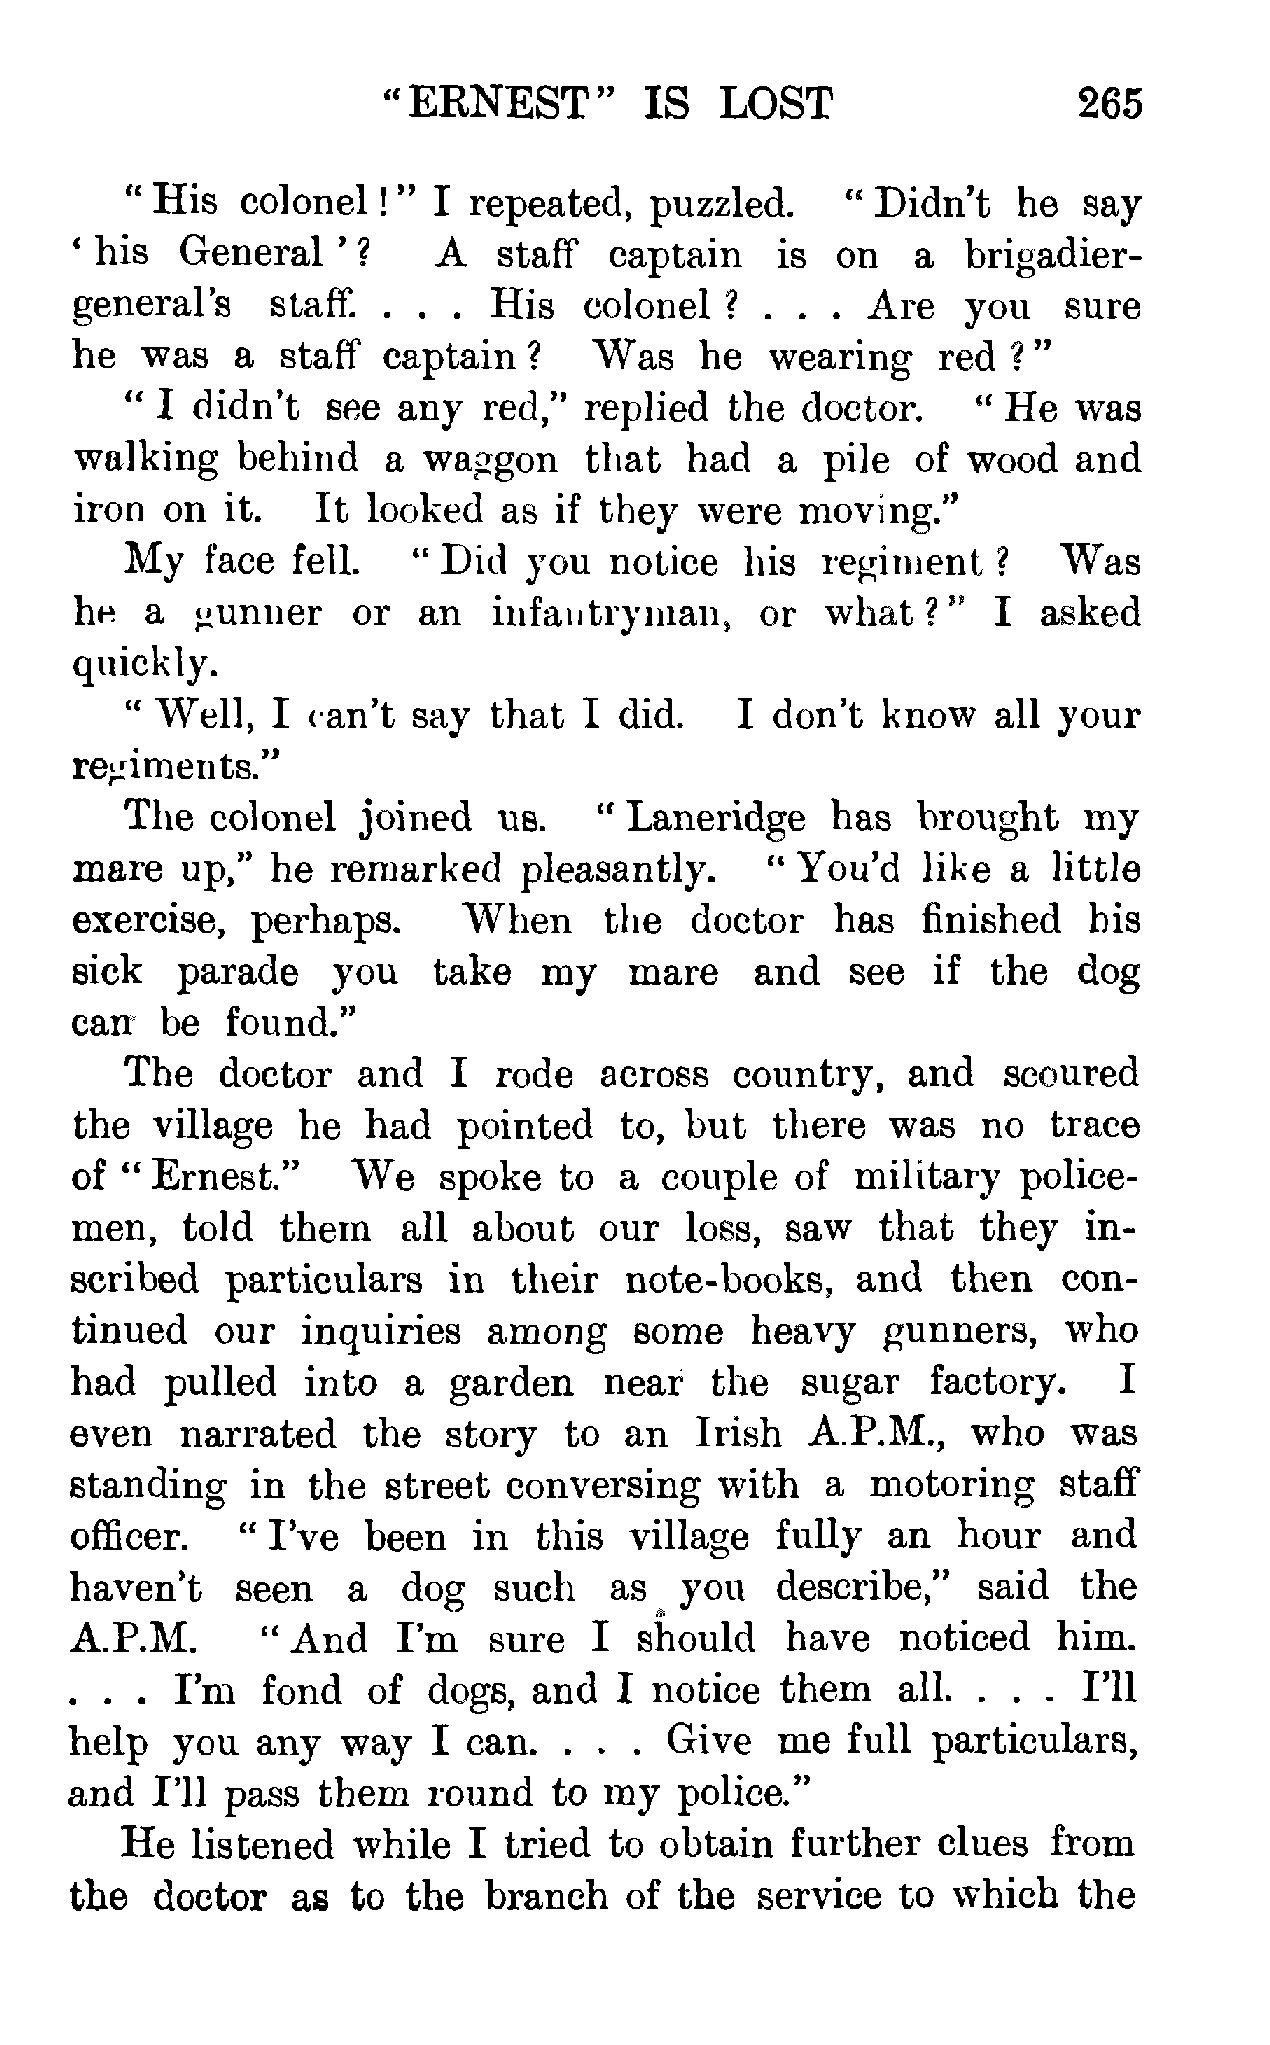 "ERNEST" IS LOST 265
"His colonel!" I repeated, puzzled. "Didn't he say
'his General'? A staff captain is on a brigadier-
general's staff. . . . His colonel? . . . Are you sure
he was a staff captain? Was he wearing red?"
"I didn't see any red," replied the doctor. "He was
walking behind a waggon that had a pile of wood and
iron on it. It looked as if they were moving."
My face fell. "Did you notice his regiment? Was
he a gunner or an infantryman, or what?" I asked
quickly.
"Well, I can't say that I did. I don't know all your
regiments."
The colonel joined us. "Laneridge has brought my
mare up," he remarked pleasantly. "You'd like a little
exercise, perhaps. When the doctor has finished his
sick parade you take my mare and see if the dog
can be found."
The doctor and I rode across country, and scoured
the village he had pointed to, but there was no trace
of "Ernest." We spoke to a couple of military police-
men, told them all about our loss, saw that they in-
scribed particulars in their note-books, and then con-
tinued our inquiries among some heavy gunners, who
had pulled into a garden near the sugar factory. I
even narrated the story to an Irish A.P.M., who was
standing in the street conversing with a motoring staff
officer. "I've been in this village fully an hour and
haven't seen a dog such as you describe," said the
A.P.M. "And I'm sure I should have noticed him.
. . . I'm fond of dogs, and I notice them all. . . . I'll
help you any way I can. . . . Give me full particulars,
and I'll pass them round to my police."
He listened while I tried to obtain further clues from
the doctor as to the branch of the service to which the